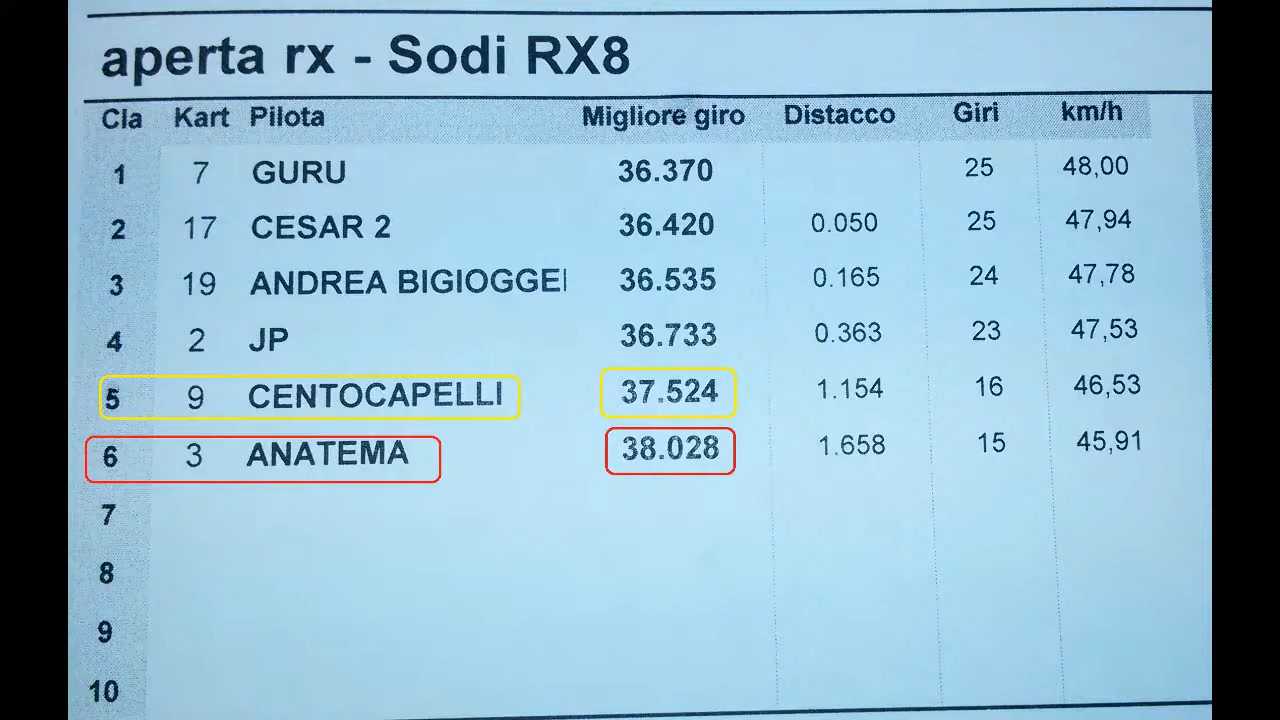 aperta rx - Sodi RX8
Cla Kart Pilota Migliore giro Distacco Giri km/h
1 7 GURU 36.370 25 48,00
2 17 CESAR 2 36.420 0.050 25 47,94
3 19 ANDREA BIGIOGGE 36.535 0.165 24 47,78
4 2 JP 36.733 0.363 23 47,53
5 9 CENTOCAPELLI 37.524 1.154 16 46,53
6 3 ANATEMA 38.028 1.658 15 45,91
7
8
9
10